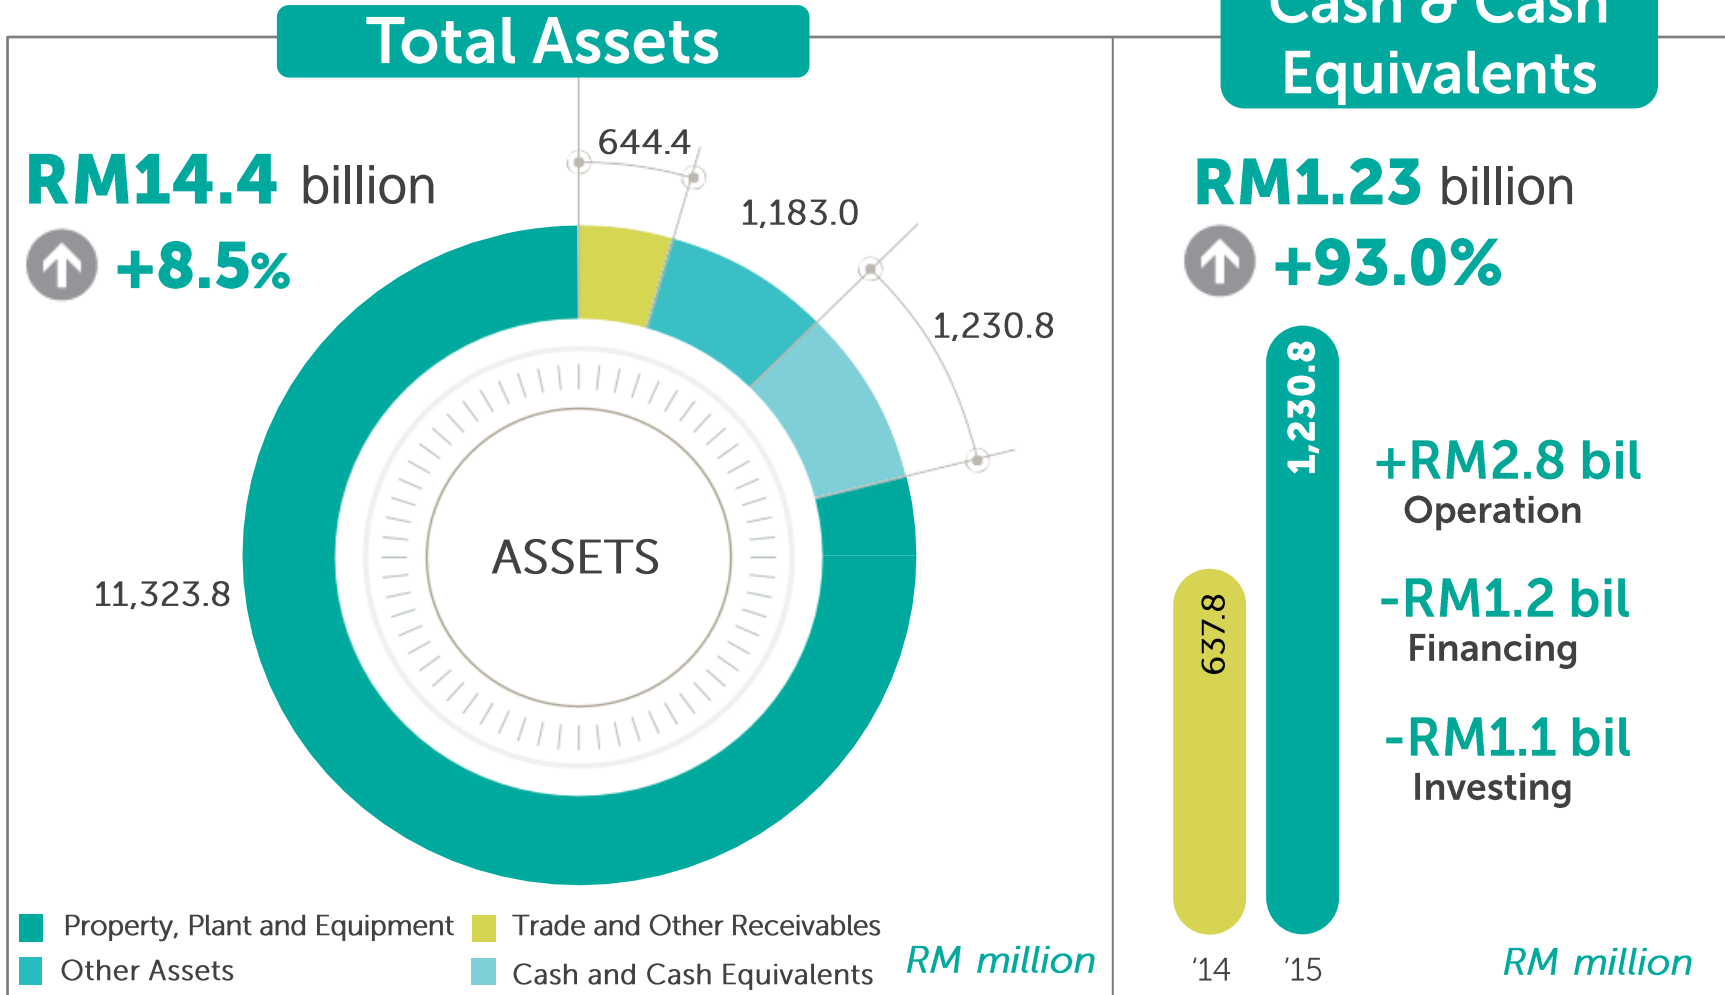 Total Assets
RM14.4 billion
+8.5%
644.4
1,183.0
1,230.8
11,323.8
ASSETS
Property, Plant and Equipment
Trade and Other Receivables
Other Assets
Cash and Cash Equivalents
RM million
Cash & Cash
Equivalents
RM1.23 billion
+93.0%
637.8
1,230.8
+RM2.8 bil
Operation
-RM1.2 bil
Financing
-RM1.1 bil
Investing
'14
'15
RM million